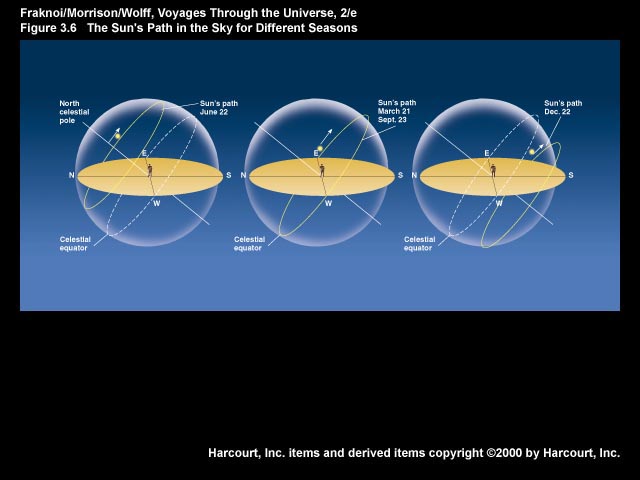 Fraknoi/Morrison/Wolff, Voyages Through the Universe, 2/e
Figure 3.6 The Sun's Path in the Sky for Different Seasons
North
celestial
pole
Sun's path
June 22
E
N
S
W
Celestial
equator
Sun's path
March 21
Sept. 23
E
N
S
W
Celestial
equator
Sun's path
Dec. 22
E
N
S
W
Celestial
equator
Harcourt, Inc. items and derived items copyright ©2000 by Harcourt, Inc.